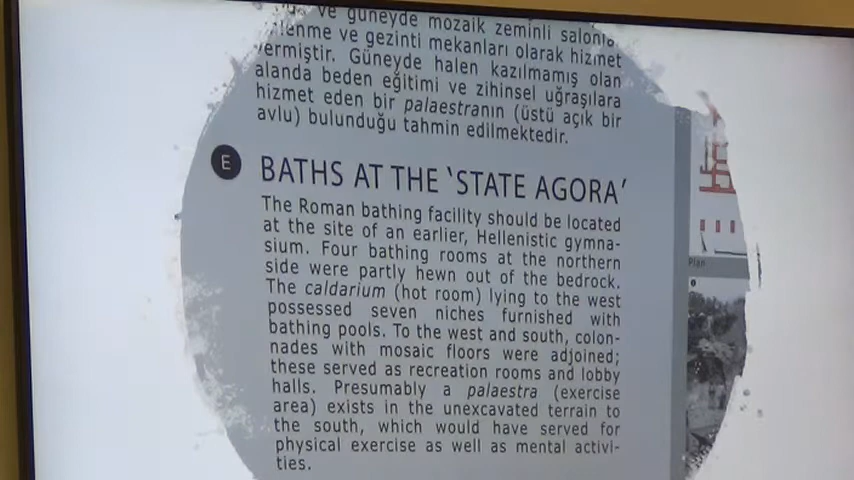 ve güneyde mozaik zeminli
ve gezinti mekanları olarak hizmet
vermiştir. Güneyde halen kazılmamış olan
alanda beden eğitimi ve zihinsel uğraşılara
hizmet eden bir palaestranın (üstü açık bir
avlu) bulunduğu tahmin edilmektedir.
E
BATHS AT THE ‛STATE AGORA’
The Roman bathing facility should be located
at the site of an earlier, Hellenistic gymna-
sium. Four bathing rooms at the northern
side were partly hewn out of the bedrock.
The caldarium (hot room) lying to the west
possessed seven niches furnished with
bathing pools. To the west and south, colon-
nades with mosaic floors were adjoined;
these served as recreation rooms and lobby
halls. Presumably a palaestra (exercise
area) exists in the unexcavated terrain to
the south, which would have served for
physical exercise as well as mental activi-
ties.
Plan